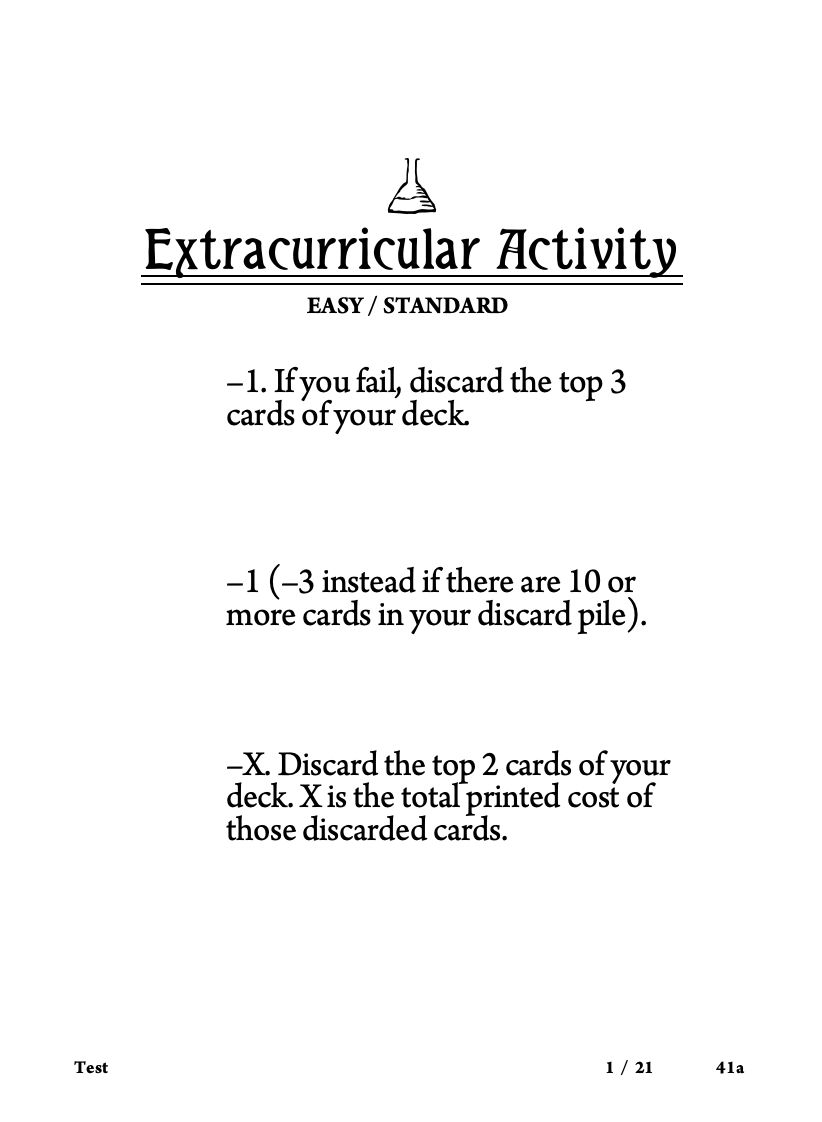 Extracurricular Activity
EASY / STANDARD
–1. If you fail, discard the top 3
cards of your deck.
–1 (–3 instead if there are 10 or
more cards in your discard pile).
–X. Discard the top 2 cards of your
deck. X is the total printed cost of
those discarded cards.
Test 1 / 21 41a